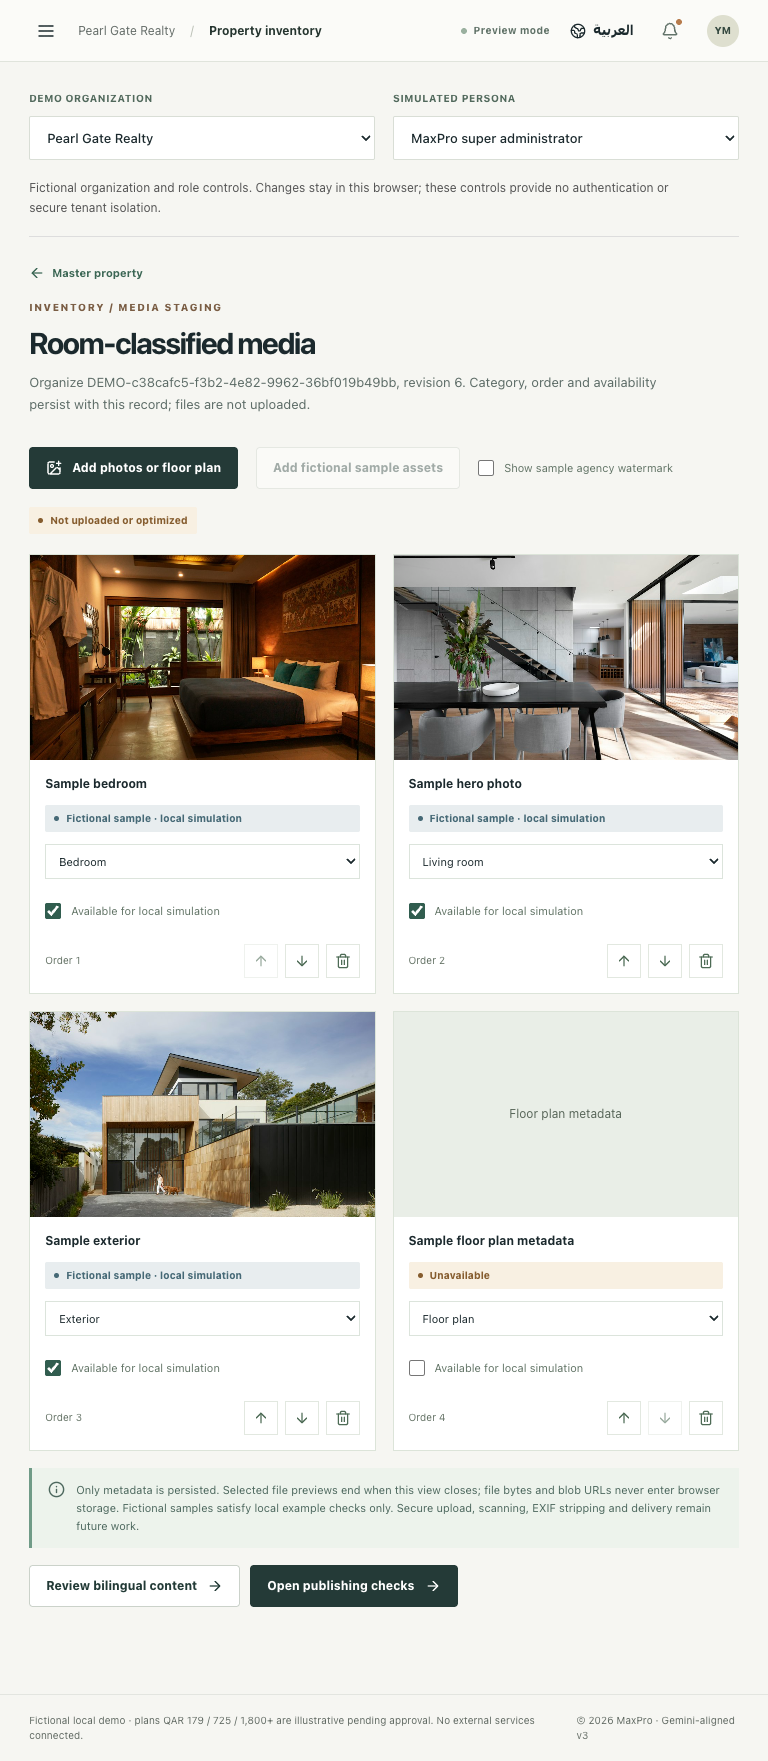 Pearl Gate Realty / Property inventory
Preview mode
العربية
YM
DEMO ORGANIZATION
SIMULATED PERSONA
Pearl Gate Realty
MaxPro super administrator
Fictional organization and role controls. Changes stay in this browser; these controls provide no authentication or
secure tenant isolation.
Master property
INVENTORY / MEDIA STAGING
Room-classified media
Organize DEMO-c38cafc5-f3b2-4e82-9962-36bf019b49bb, revision 6. Category, order and availability
persist with this record; files are not uploaded.
Add photos or floor plan
Add fictional sample assets
Show sample agency watermark
Not uploaded or optimized
Sample bedroom
Fictional sample · local simulation
Bedroom
Available for local simulation
Order 1
Sample hero photo
Fictional sample · local simulation
Living room
Available for local simulation
Order 2
Sample exterior
Fictional sample · local simulation
Exterior
Available for local simulation
Order 3
Floor plan metadata
Sample floor plan metadata
Unavailable
Floor plan
Available for local simulation
Order 4
Only metadata is persisted. Selected file previews end when this view closes; file bytes and blob URLs never enter browser
storage. Fictional samples satisfy local example checks only. Secure upload, scanning, EXIF stripping and delivery remain
future work.
Review bilingual content
Open publishing checks
Fictional local demo · plans QAR 179 / 725 / 1,800+ are illustrative pending approval. No external services
connected.
© 2026 MaxPro · Gemini-aligned
v3